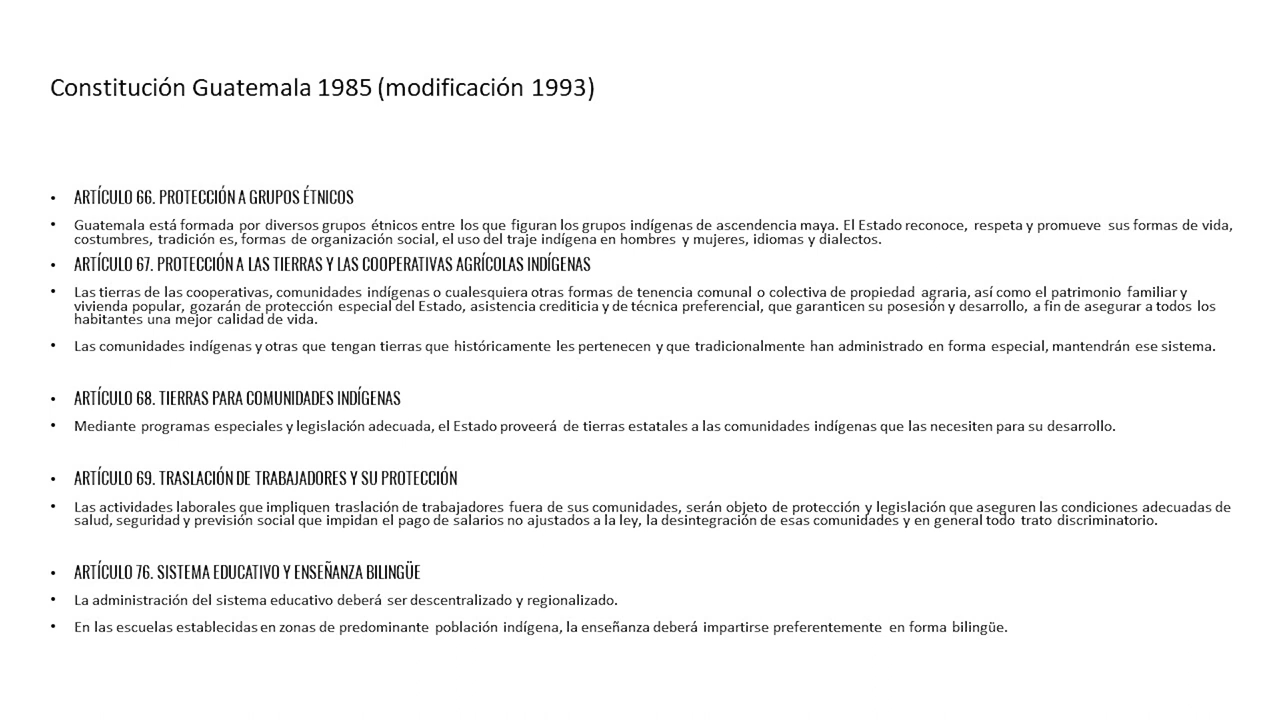 Constitución Guatemala 1985 (modificación 1993)
• ARTÍCULO 66. PROTECCIÓN A GRUPOS ÉTNICOS
• Guatemala está formada por diversos grupos étnicos entre los que figuran los grupos indígenas de ascendencia maya. El Estado reconoce, respeta y promueve sus formas de vida,
costumbres, tradición es, formas de organización social, el uso del traje indígena en hombres y mujeres, idiomas y dialectos.
• ARTÍCULO 67. PROTECCIÓN A LAS TIERRAS Y LAS COOPERATIVAS AGRÍCOLAS INDÍGENAS
• Las tierras de las cooperativas, comunidades indígenas o cualesquiera otras formas de tenencia comunal o colectiva de propiedad agraria, así como el patrimonio familiar y
vivienda popular, gozarán de protección especial del Estado, asistencia crediticia y de técnica preferencial, que garanticen su posesión y desarrollo, a fin de asegurar a todos los
habitantes una mejor calidad de vida.
• Las comunidades indígenas y otras que tengan tierras que históricamente les pertenecen y que tradicionalmente han administrado en forma especial, mantendrán ese sistema.
• ARTÍCULO 68. TIERRAS PARA COMUNIDADES INDÍGENAS
• Mediante programas especiales y legislación adecuada, el Estado proveerá de tierras estatales a las comunidades indígenas que las necesiten para su desarrollo.
• ARTÍCULO 69. TRASLACIÓN DE TRABAJADORES Y SU PROTECCIÓN
• Las actividades laborales que impliquen traslación de trabajadores fuera de sus comunidades, serán objeto de protección y legislación que aseguren las condiciones adecuadas de
salud, seguridad y previsión social que impidan el pago de salarios no ajustados a la ley, la desintegración de esas comunidades y en general todo trato discriminatorio.
• ARTÍCULO 76. SISTEMA EDUCATIVO Y ENSEÑANZA BILINGÜE
• La administración del sistema educativo deberá ser descentralizado y regionalizado.
• En las escuelas establecidas en zonas de predominante población indígena, la enseñanza deberá impartirse preferentemente en forma bilingüe.